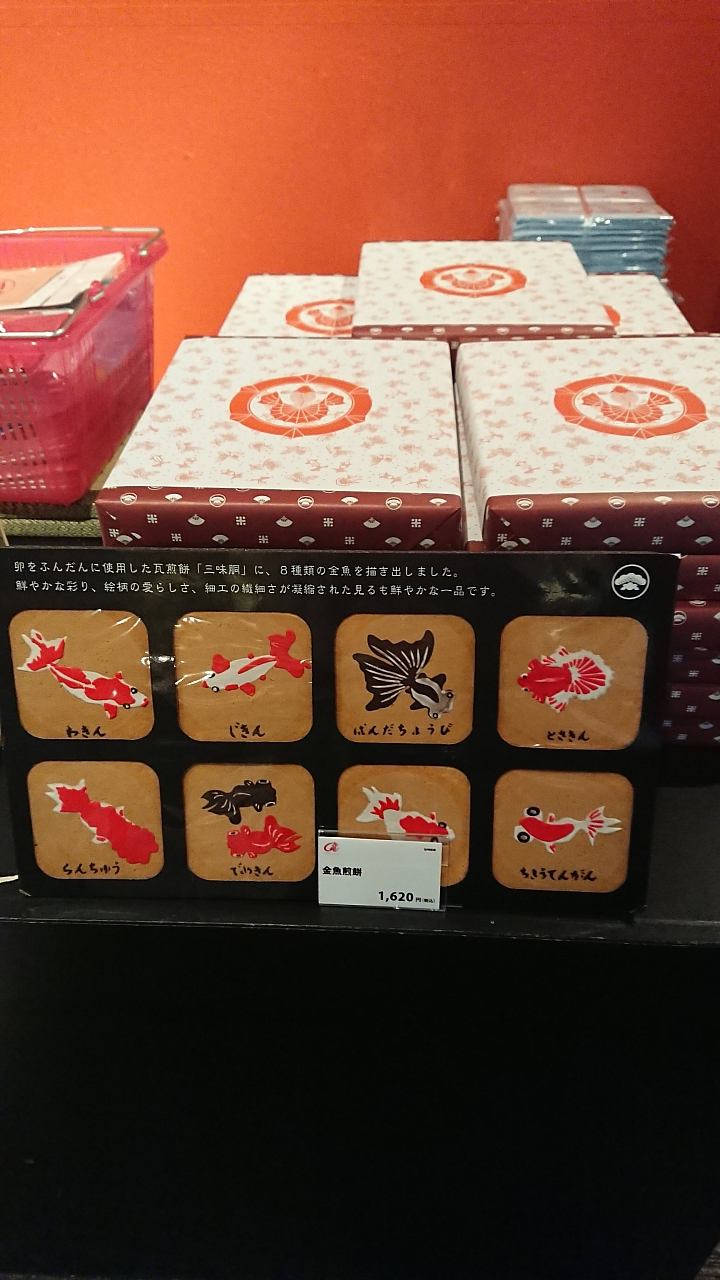 卵をふんだんに使用した瓦煎餅「三味胴」に、8種類の金魚を描き出しました。
鮮やかな彩り、絵柄の愛らしさ、細工の繊細さが凝縮された見るも鮮やかな一品です。
わきん
じきん
ぱんだちょうび
とさきん
らんちゅう
でめきん
ちょうてんがん
金魚煎餅
1,620円(税込)